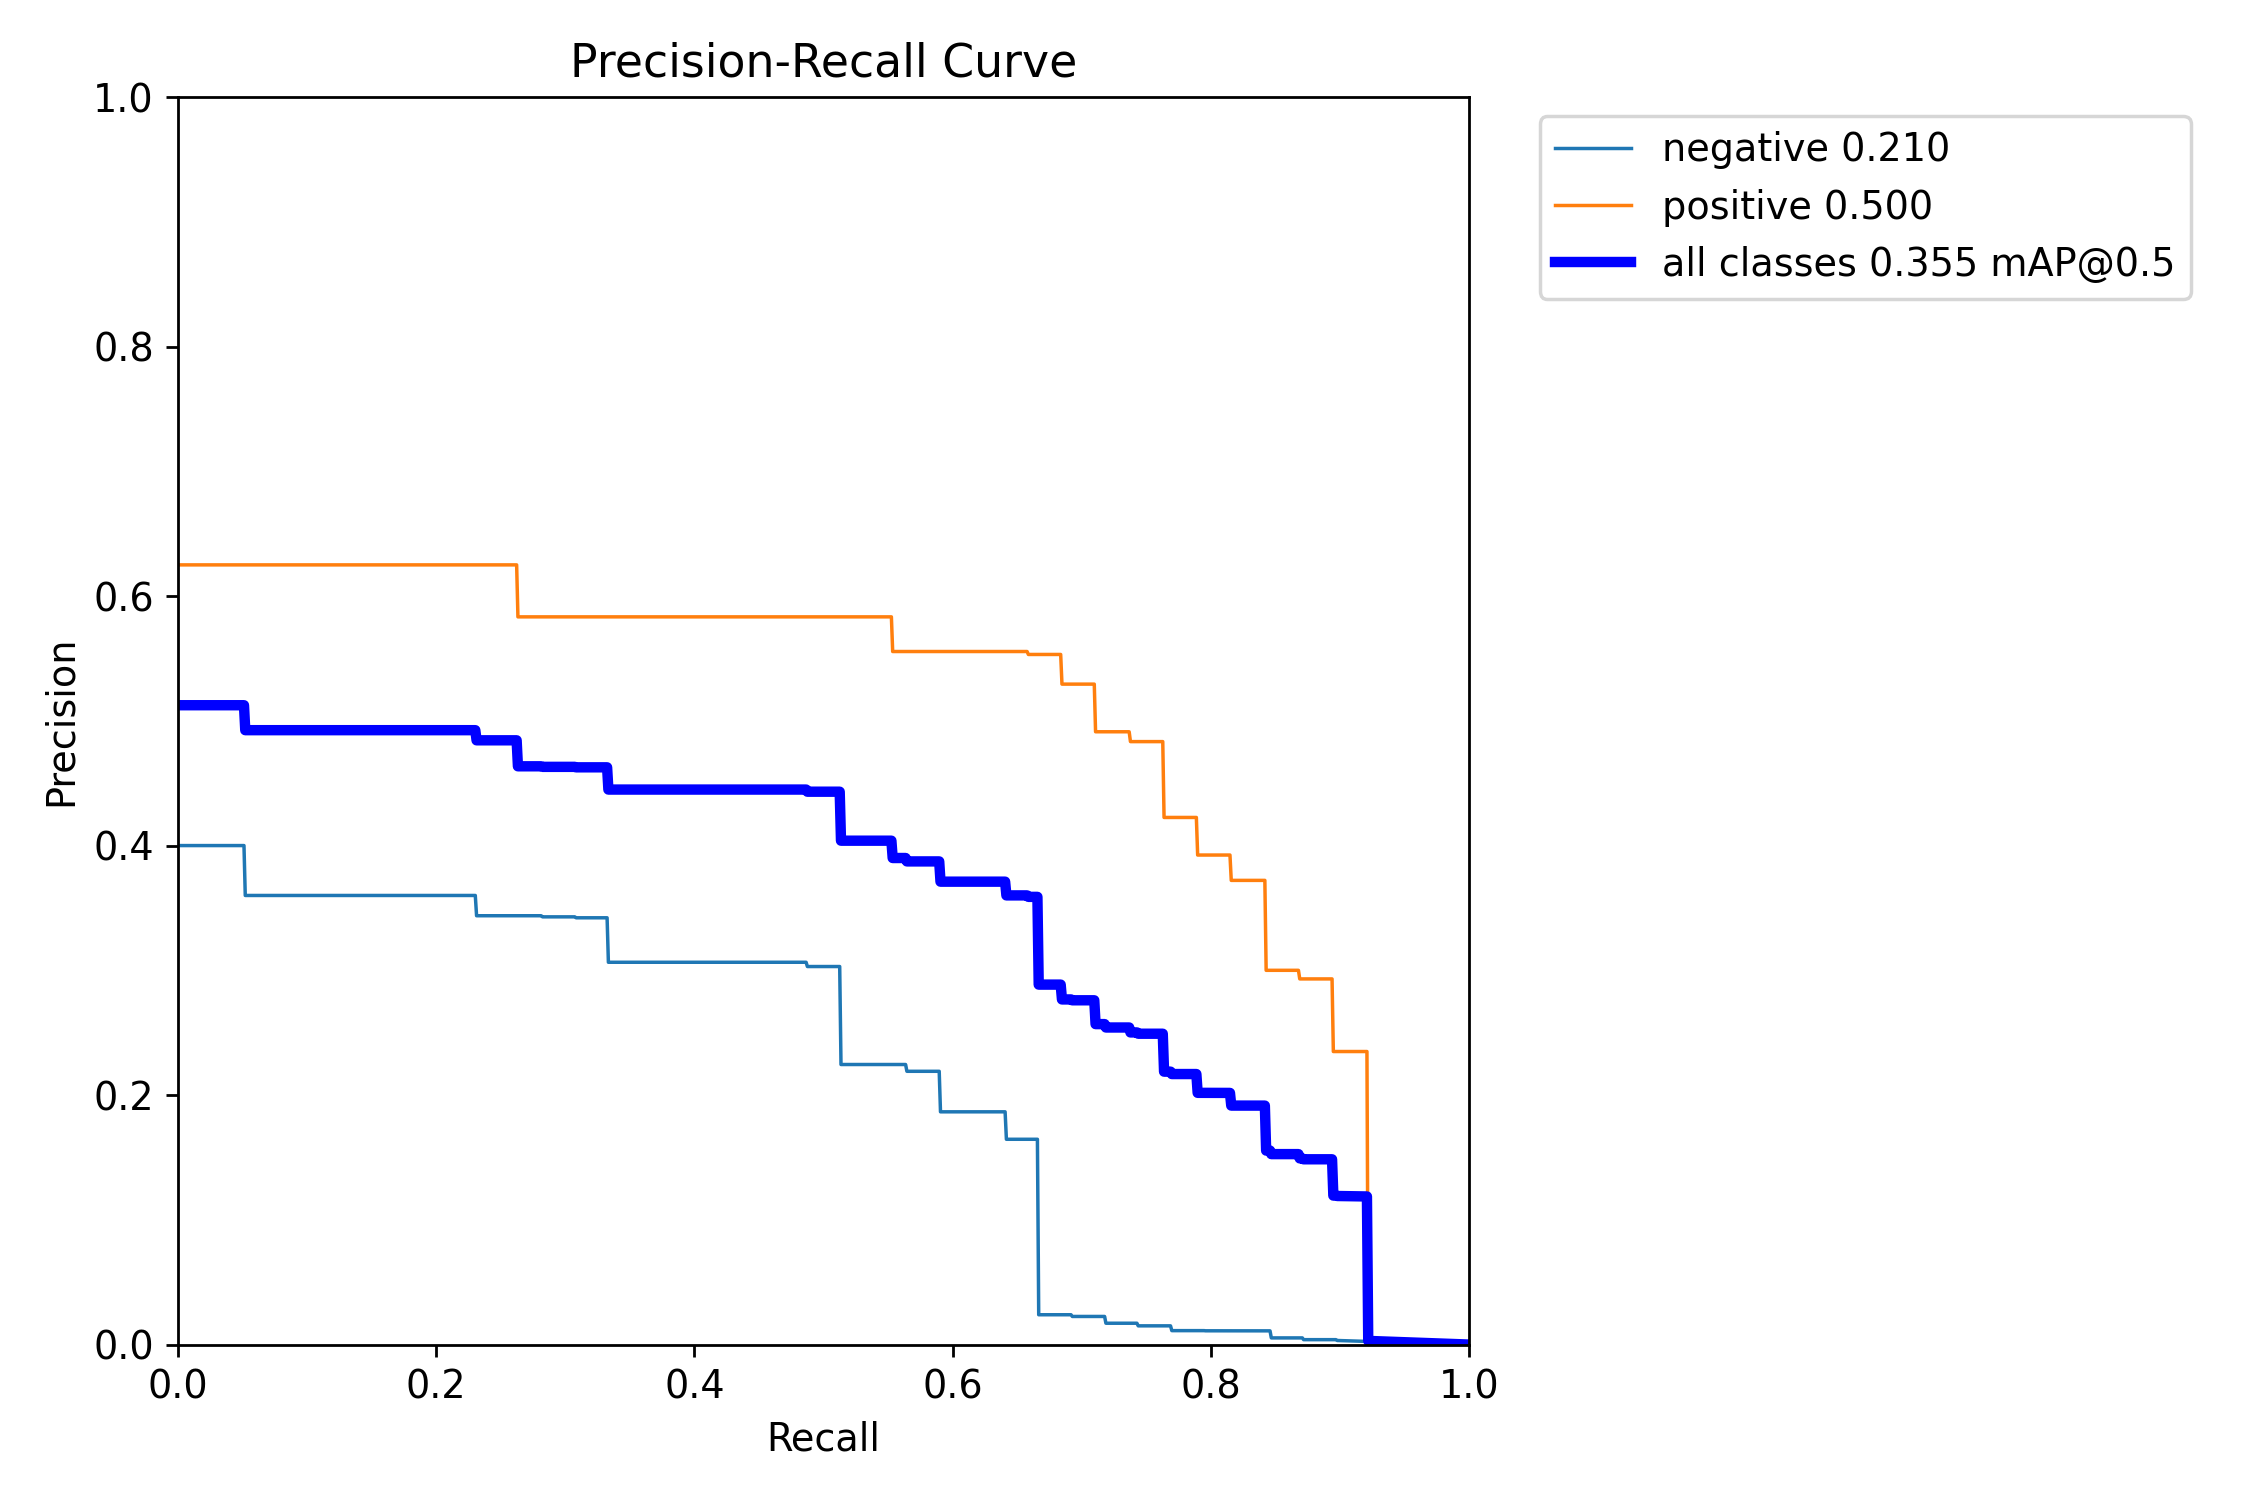 Precision-Recall Curve
1.0
0.8
0.6
0.4
0.2
0.0
Precision
0.0 0.2 0.4 0.6 0.8 1.0
Recall
negative 0.210
positive 0.500
all classes 0.355 mAP@0.5